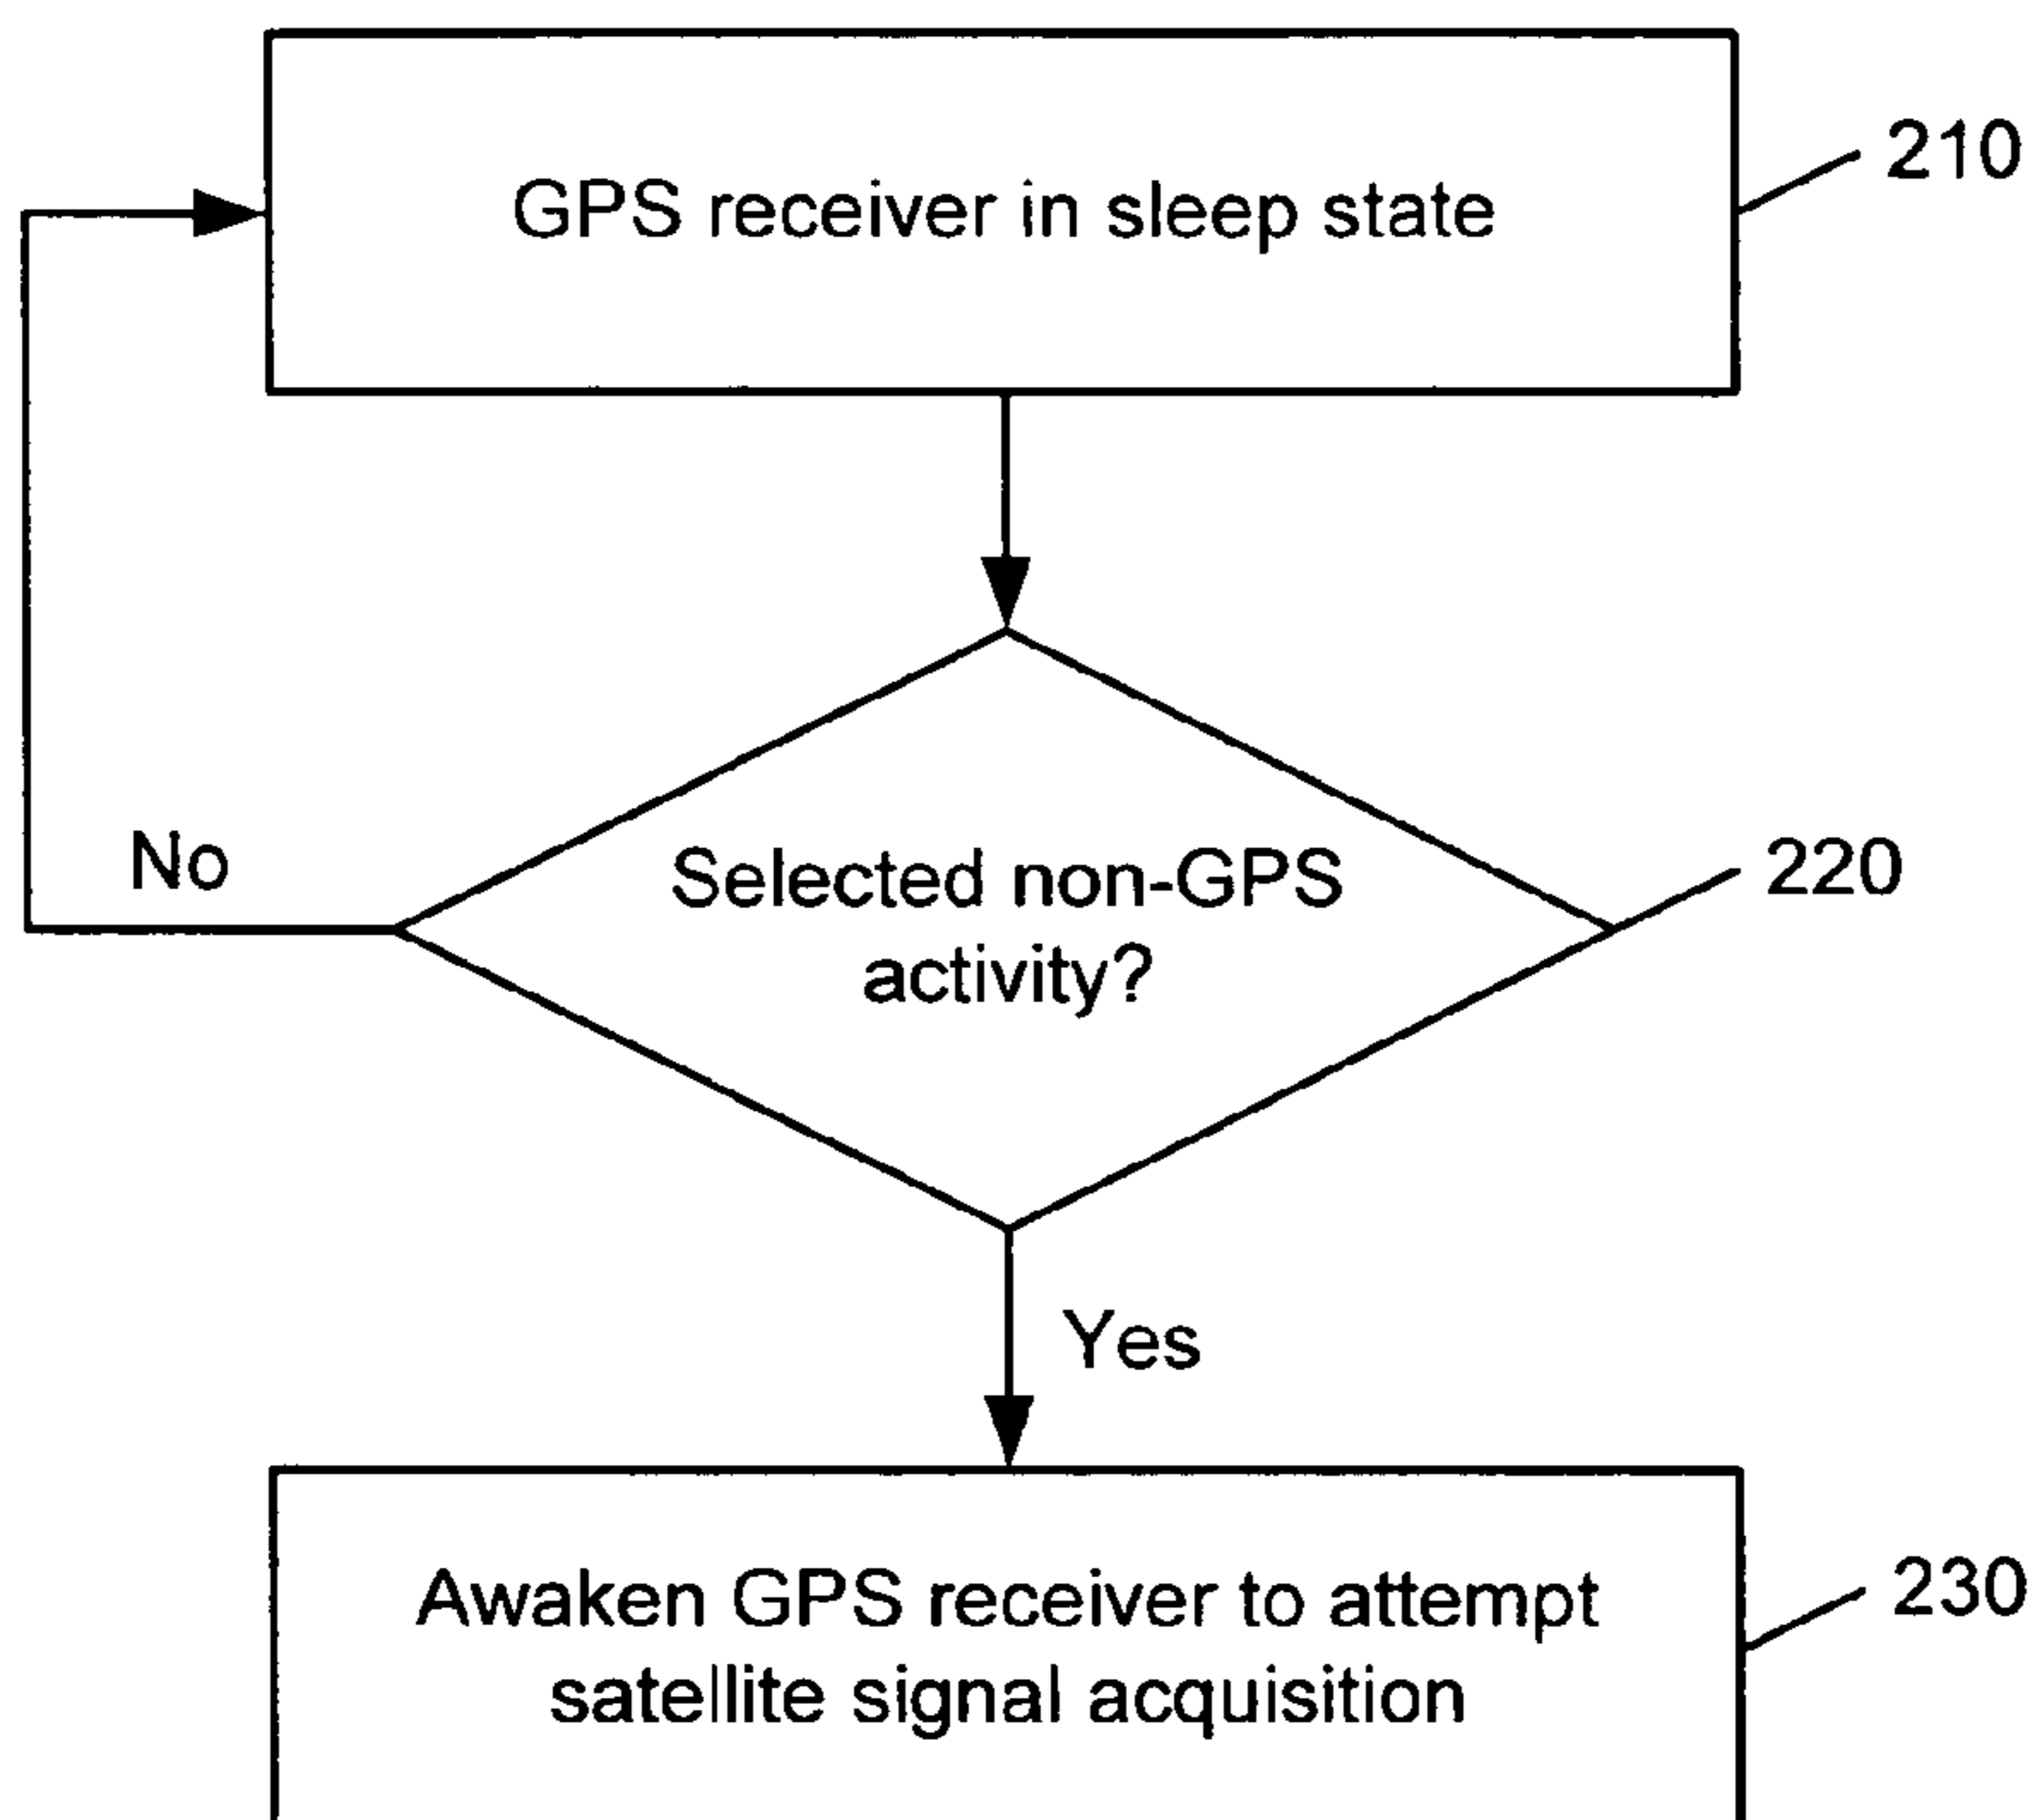 GPS receiver in sleep state
210
No
Selected non-GPS
activity?
220
Yes
Awaken GPS receiver to attempt
satellite signal acquisition
230